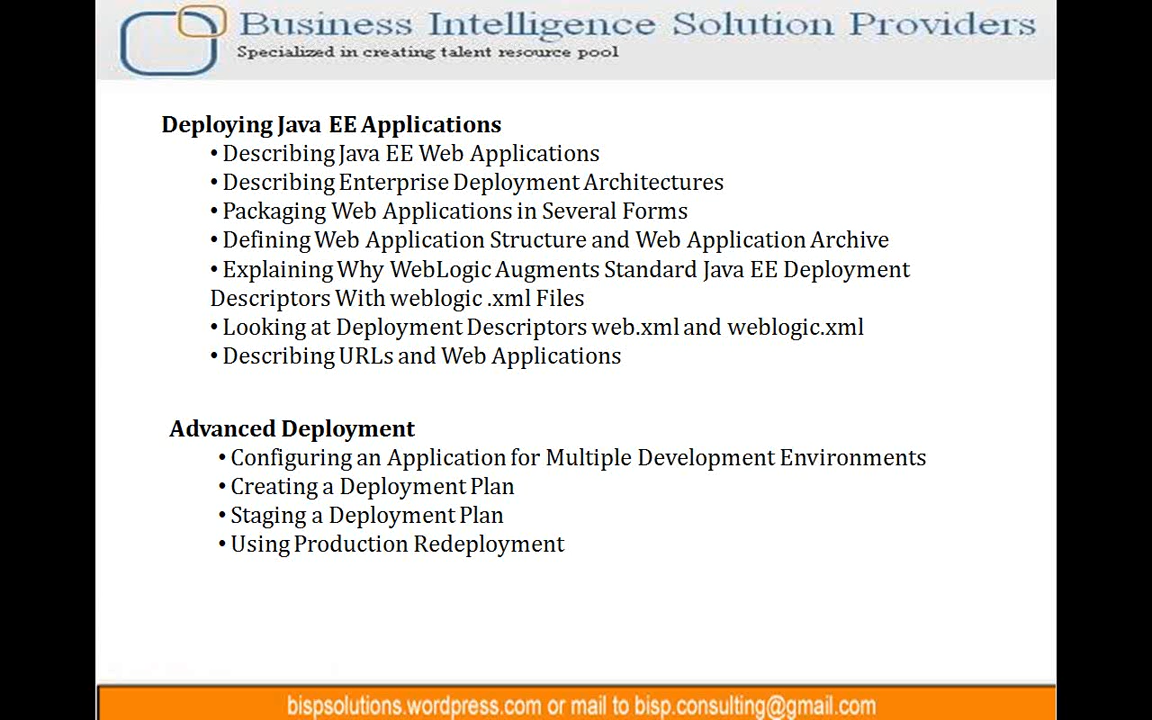 Business Intelligence Solution Providers
Specialized in creating talent resource pool
Deploying Java EE Applications
• Describing Java EE Web Applications
• Describing Enterprise Deployment Architectures
• Packaging Web Applications in Several Forms
• Defining Web Application Structure and Web Application Archive
• Explaining Why WebLogic Augments Standard Java EE Deployment
Descriptors With weblogic .xml Files
• Looking at Deployment Descriptors web.xml and weblogic.xml
• Describing URLs and Web Applications
Advanced Deployment
• Configuring an Application for Multiple Development Environments
• Creating a Deployment Plan
• Staging a Deployment Plan
• Using Production Redeployment
bispsolutions.wordpress.com or mail to bisp.consulting@gmail.com